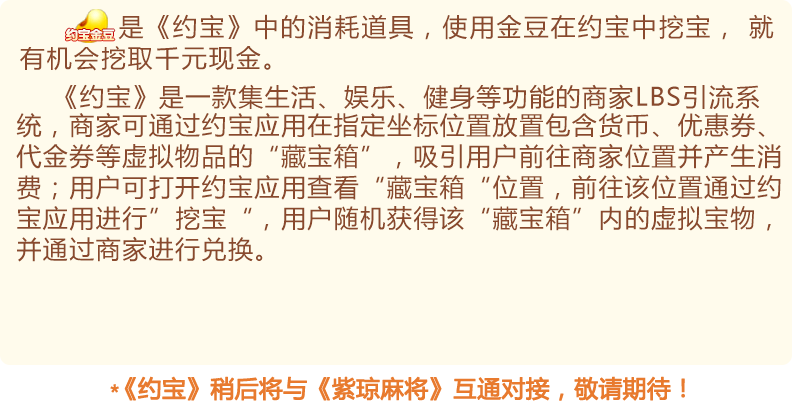 约宝金豆 是《约宝》中的消耗道具，使用金豆在约宝中挖宝， 就
有机会挖取千元现金。
《约宝》是一款集生活、娱乐、健身等功能的商家LBS引流系
统，商家可通过约宝应用在指定坐标位置放置包含货币、优惠券、
代金券等虚拟物品的“藏宝箱”，吸引用户前往商家位置并产生消
费；用户可打开约宝应用查看“藏宝箱“位置，前往该位置通过约
宝应用进行”挖宝“，用户随机获得该“藏宝箱”内的虚拟宝物，
并通过商家进行兑换。
*《约宝》稍后将与《紫琼麻将》互通对接，敬请期待！